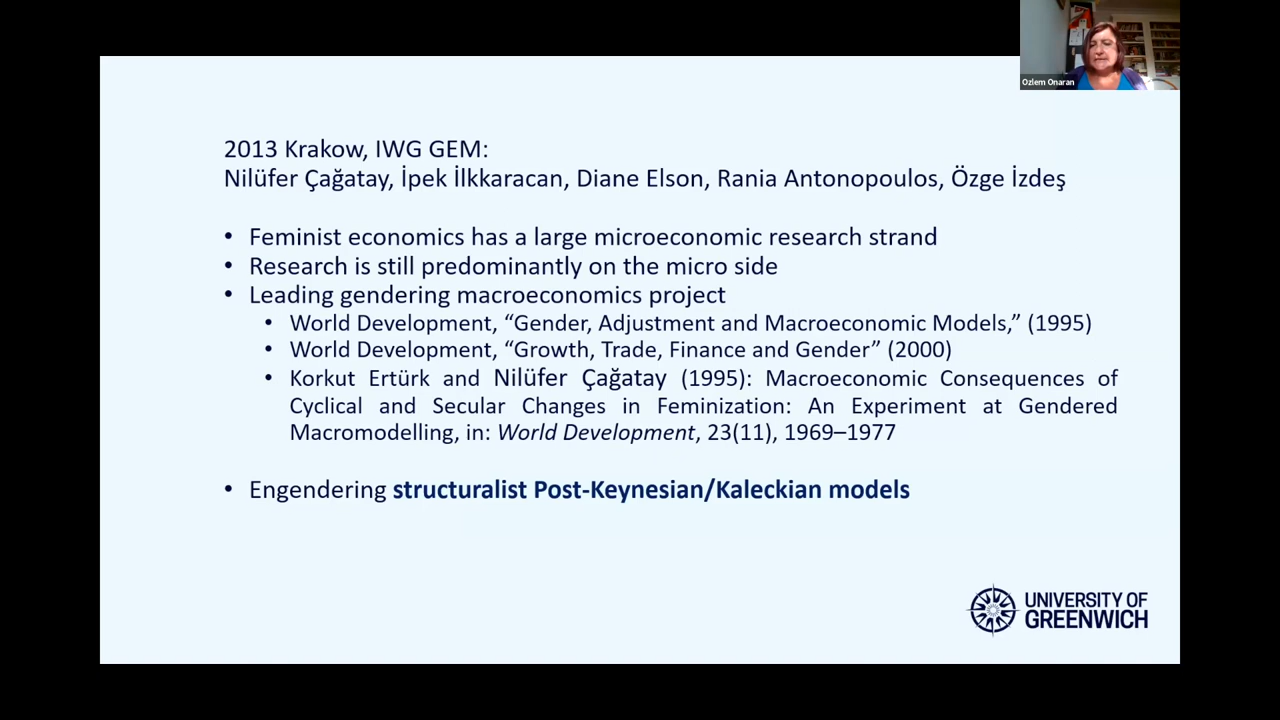 Ozlem Onaran
2013 Krakow, IWG GEM:
Nilüfer Çağatay, İpek İlkkaracan, Diane Elson, Rania Antonopoulos, Özge İzdeş
• Feminist economics has a large microeconomic research strand
• Research is still predominantly on the micro side
• Leading gendering macroeconomics project
• World Development, “Gender, Adjustment and Macroeconomic Models,” (1995)
• World Development, “Growth, Trade, Finance and Gender” (2000)
• Korkut Ertürk and Nilüfer Çağatay (1995): Macroeconomic Consequences of
Cyclical and Secular Changes in Feminization: An Experiment at Gendered
Macromodelling, in: World Development, 23(11), 1969–1977
• Engendering structuralist Post-Keynesian/Kaleckian models
UNIVERSITY OF
GREENWICH